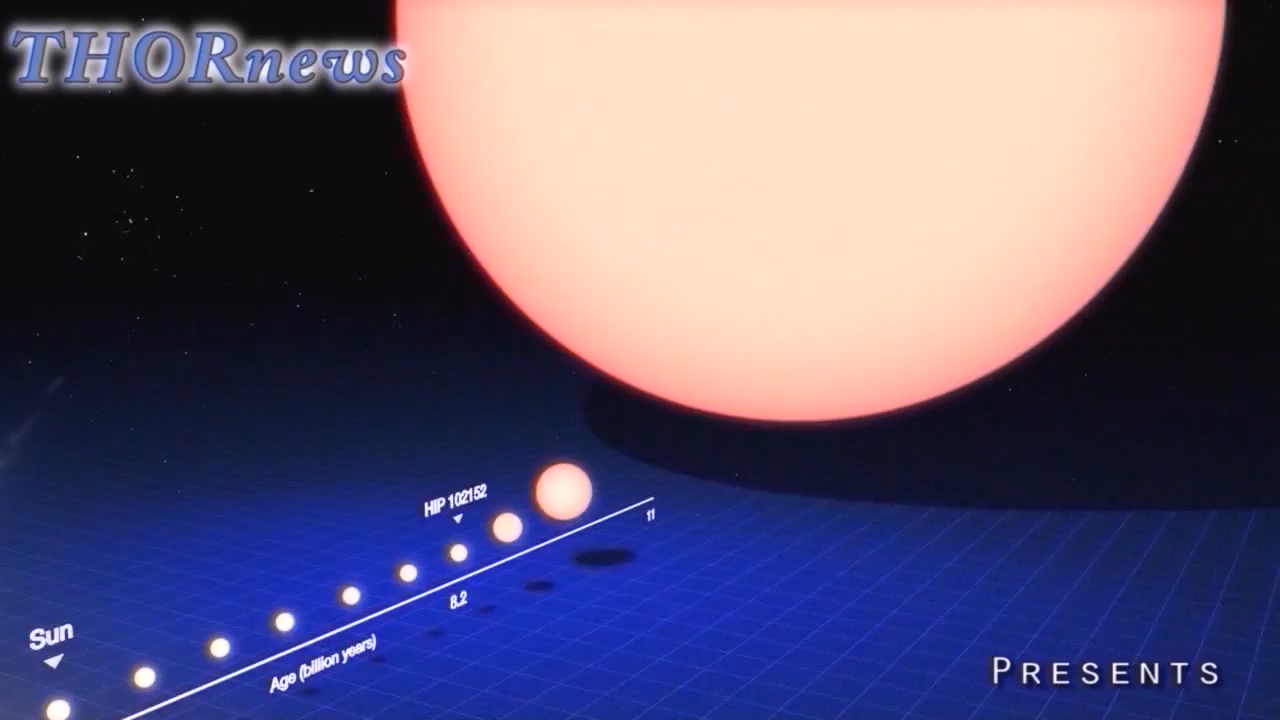 THORnews
HIP 102152
11
8.2
Sun
Age (billion years)
PRESENTS